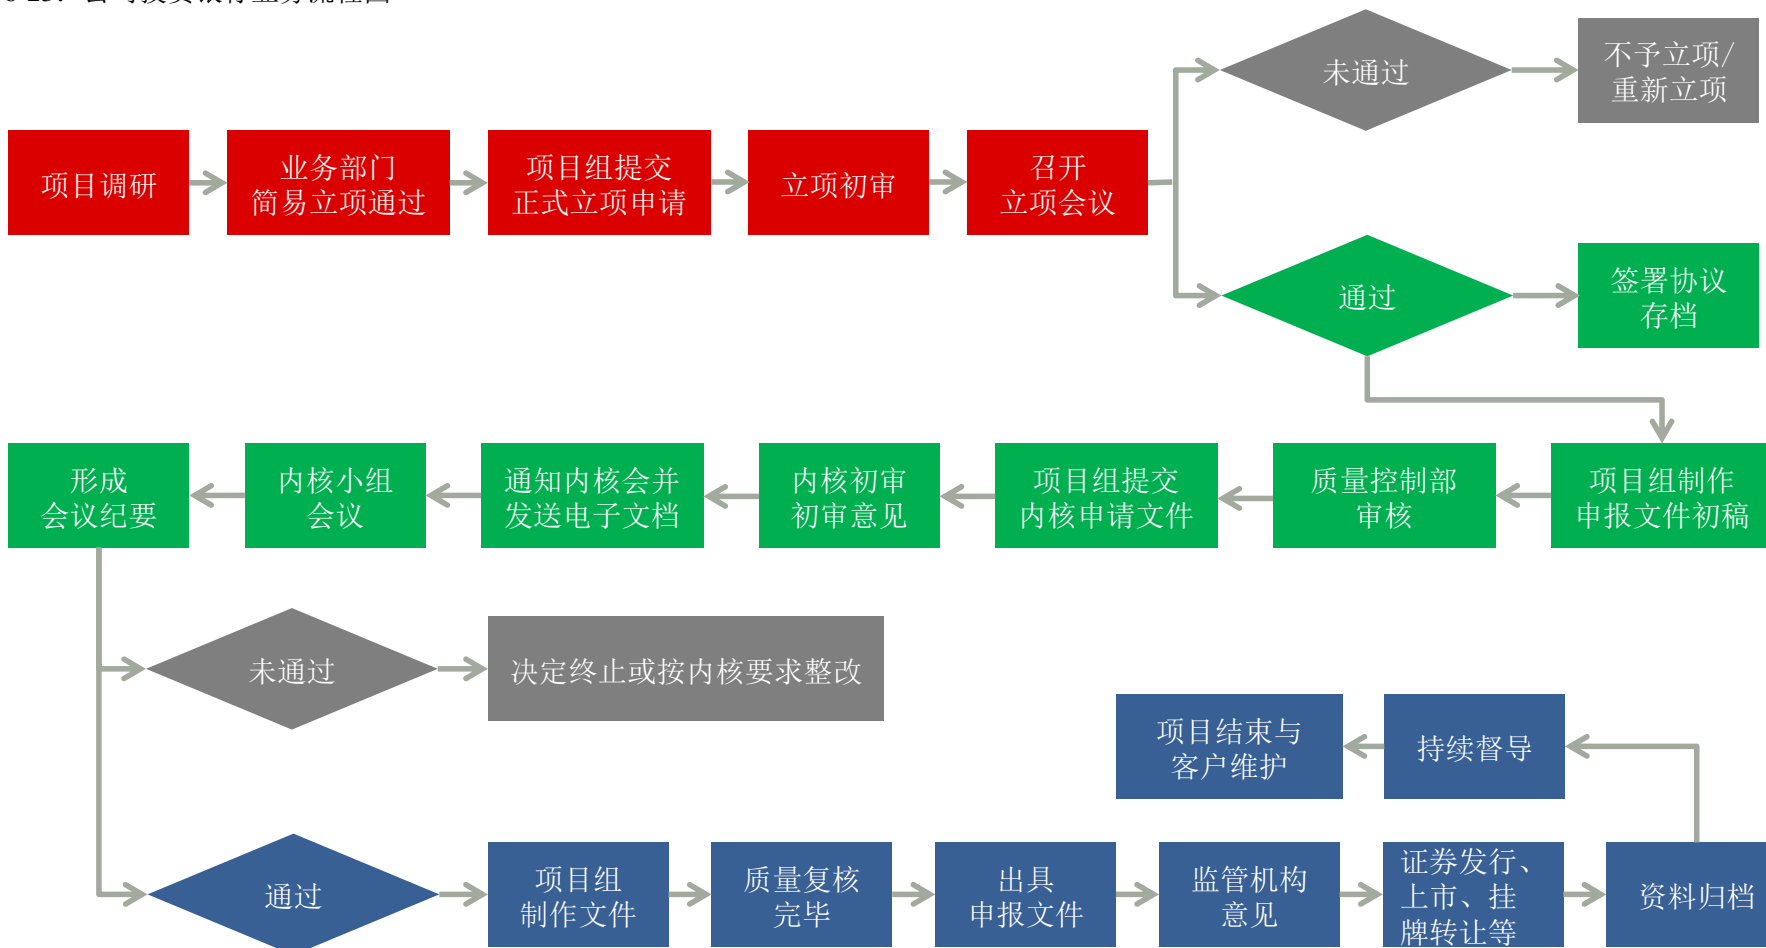 项目调研
业务部门
简易立项通过
项目组提交
正式立项申请
立项初审
召开
立项会议
未通过
不予立项/
重新立项
通过
签署协议
存档
项目组制作
申报文件初稿
质量控制部
审核
项目组提交
内核申请文件
内核初审
初审意见
通知内核会并
发送电子文档
内核小组
会议
形成
会议纪要
未通过
决定终止或按内核要求整改
通过
项目组
制作文件
质量复核
完毕
出具
申报文件
监管机构
意见
证券发行、
上市、挂
牌转让等
资料归档
持续督导
项目结束与
客户维护